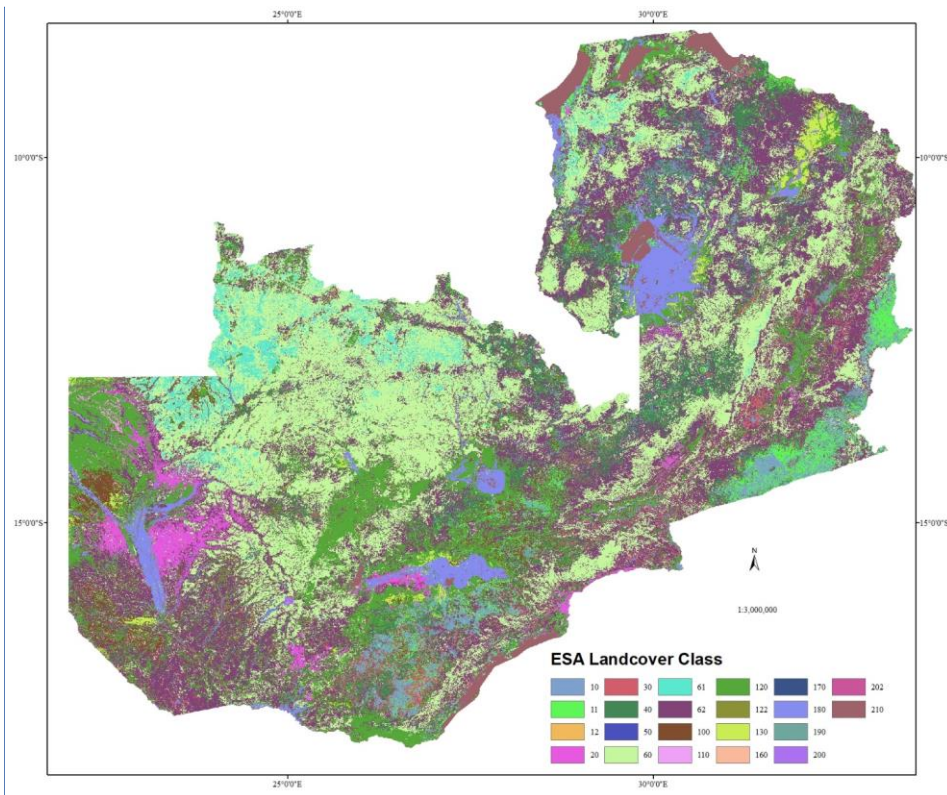 25°0'0"E 30°0'0"E
10°0'0"S 10°0'0"S
15°0'0"S 15°0'0"S
N
1:3,000,000
ESA Landcover Class
10 30 61 120 170 202
11 40 62 122 180 210
12 50 100 130 190
20 60 110 160 200
25°0'0"E 30°0'0"E